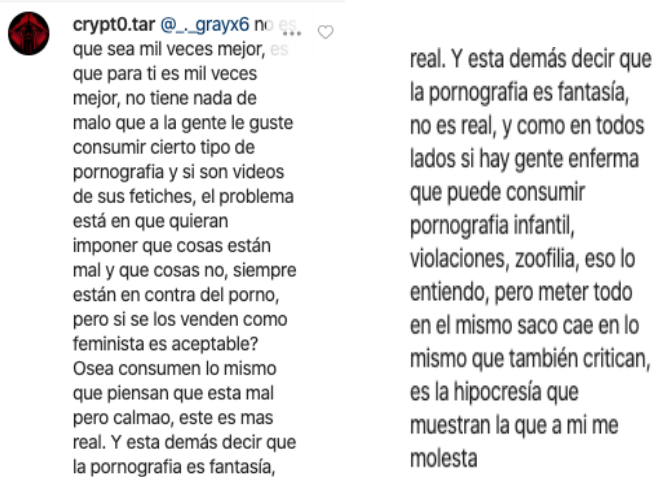 crypt0.tar @_._grayx6 no es
que sea mil veces mejor, es
que para ti es mil veces
mejor, no tiene nada de
malo que a la gente le guste
consumir cierto tipo de
pornografia y si son videos
de sus fetiches, el problema
está en que quieran
imponer que cosas están
mal y que cosas no, siempre
están en contra del porno,
pero si se los venden como
feminista es aceptable?
Osea consumen lo mismo
que piensan que esta mal
pero calmao, este es mas
real. Y esta demás decir que
la pornografia es fantasía,
real. Y esta demás decir que
la pornografia es fantasía,
no es real, y como en todos
lados si hay gente enferma
que puede consumir
pornografia infantil,
violaciones, zoofilia, eso lo
entiendo, pero meter todo
en el mismo saco cae en lo
mismo que también critican,
es la hipocresía que
muestran la que a mi me
molesta